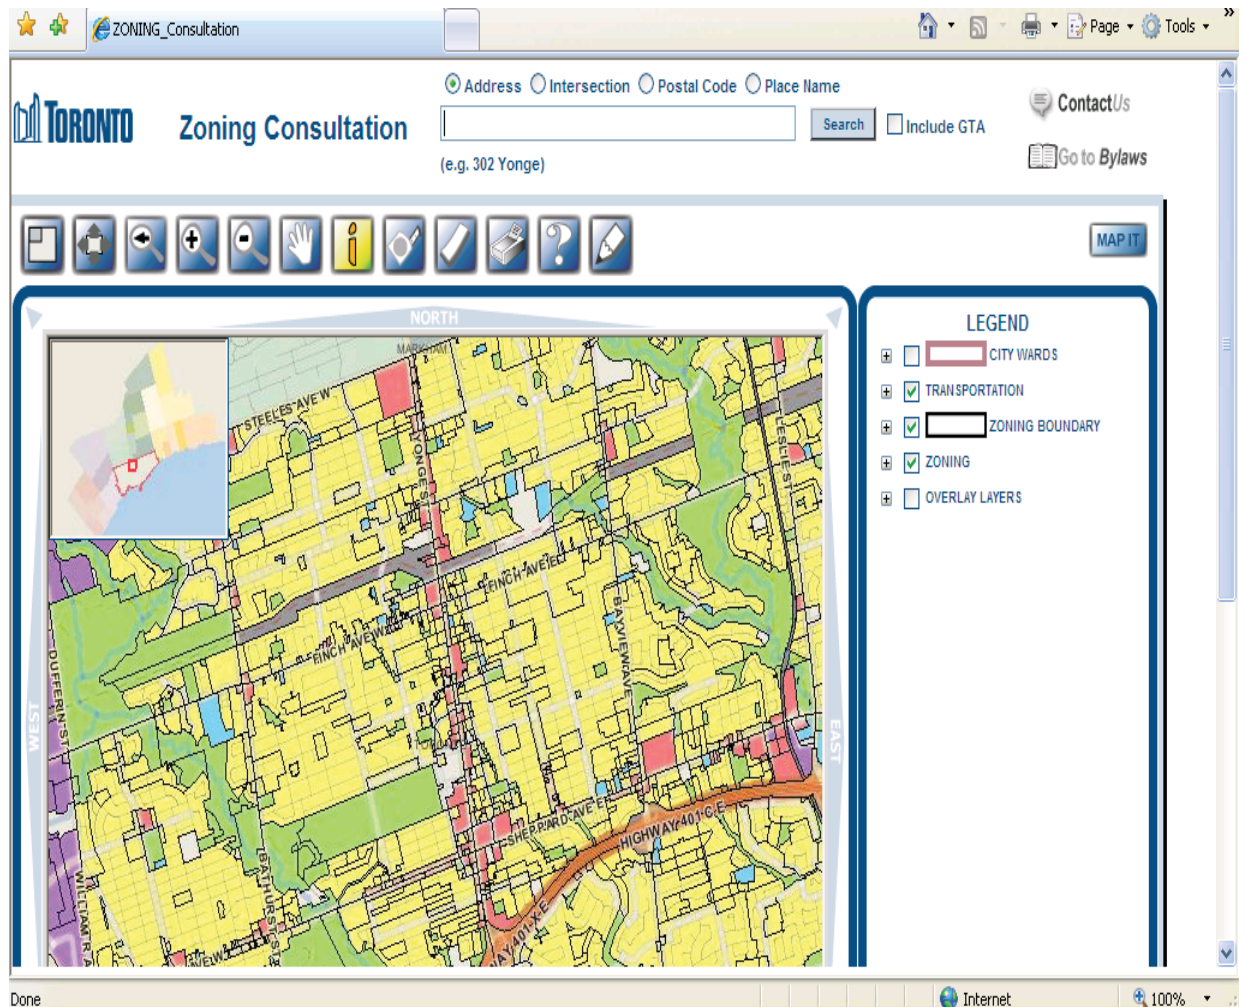 ZONING_Consultation
Page
Tools
»
Address Intersection Postal Code Place Name
TORONTO
Zoning Consultation
Search
Include GTA
(e.g. 302 Yonge)
ContactUs
Go to Bylaws
MAP IT
NORTH
WEST
EAST
MARKHAM
STEELES AVE W
YONGE ST
LESLIE ST
FINCH AVE E
FINCH AVE W
BAYVIEW AVE
DUFFERIN ST
SHEPPARD AVE E
HIGHWAY 401 C E
BATHURST ST
WILLIAM R A
LEGEND
CITY WARDS
TRANSPORTATION
ZONING BOUNDARY
ZONING
OVERLAY LAYERS
Done
Internet
100%